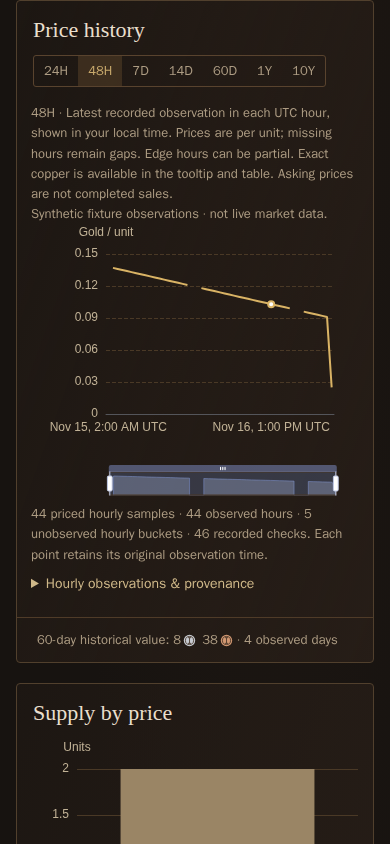 Price history
24H 48H 7D 14D 60D 1Y 10Y
48H · Latest recorded observation in each UTC hour,
shown in your local time. Prices are per unit; missing
hours remain gaps. Edge hours can be partial. Exact
copper is available in the tooltip and table. Asking prices
are not completed sales.
Synthetic fixture observations · not live market data.
Gold / unit
0.15
0.12
0.09
0.06
0.03
0
Nov 15, 2:00 AM UTC Nov 16, 1:00 PM UTC
44 priced hourly samples · 44 observed hours · 5
unobserved hourly buckets · 46 recorded checks. Each
point retains its original observation time.
Hourly observations & provenance
60-day historical value: 8 38 · 4 observed days
Supply by price
Units
2
1.5